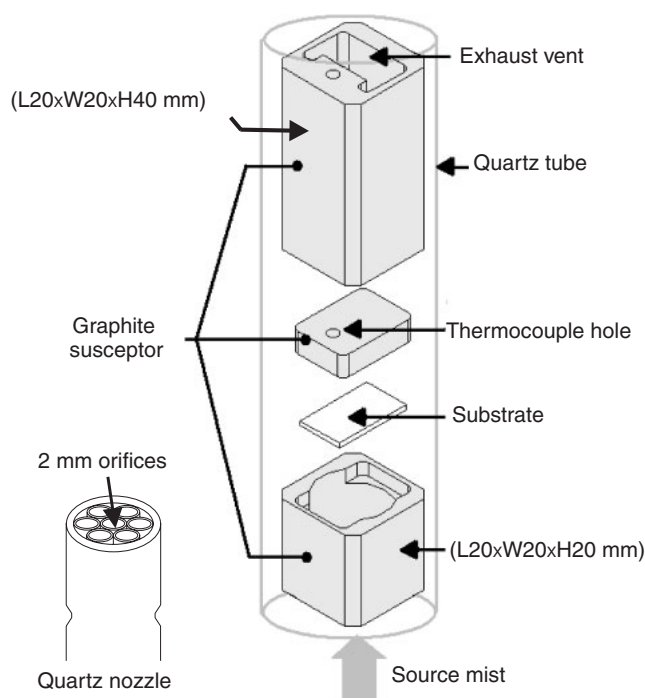 Exhaust vent
(L20xW20xH40 mm)
Quartz tube
Graphite
susceptor
Thermocouple hole
Substrate
2 mm orifices
(L20xW20xH20 mm)
Quartz nozzle
Source mist